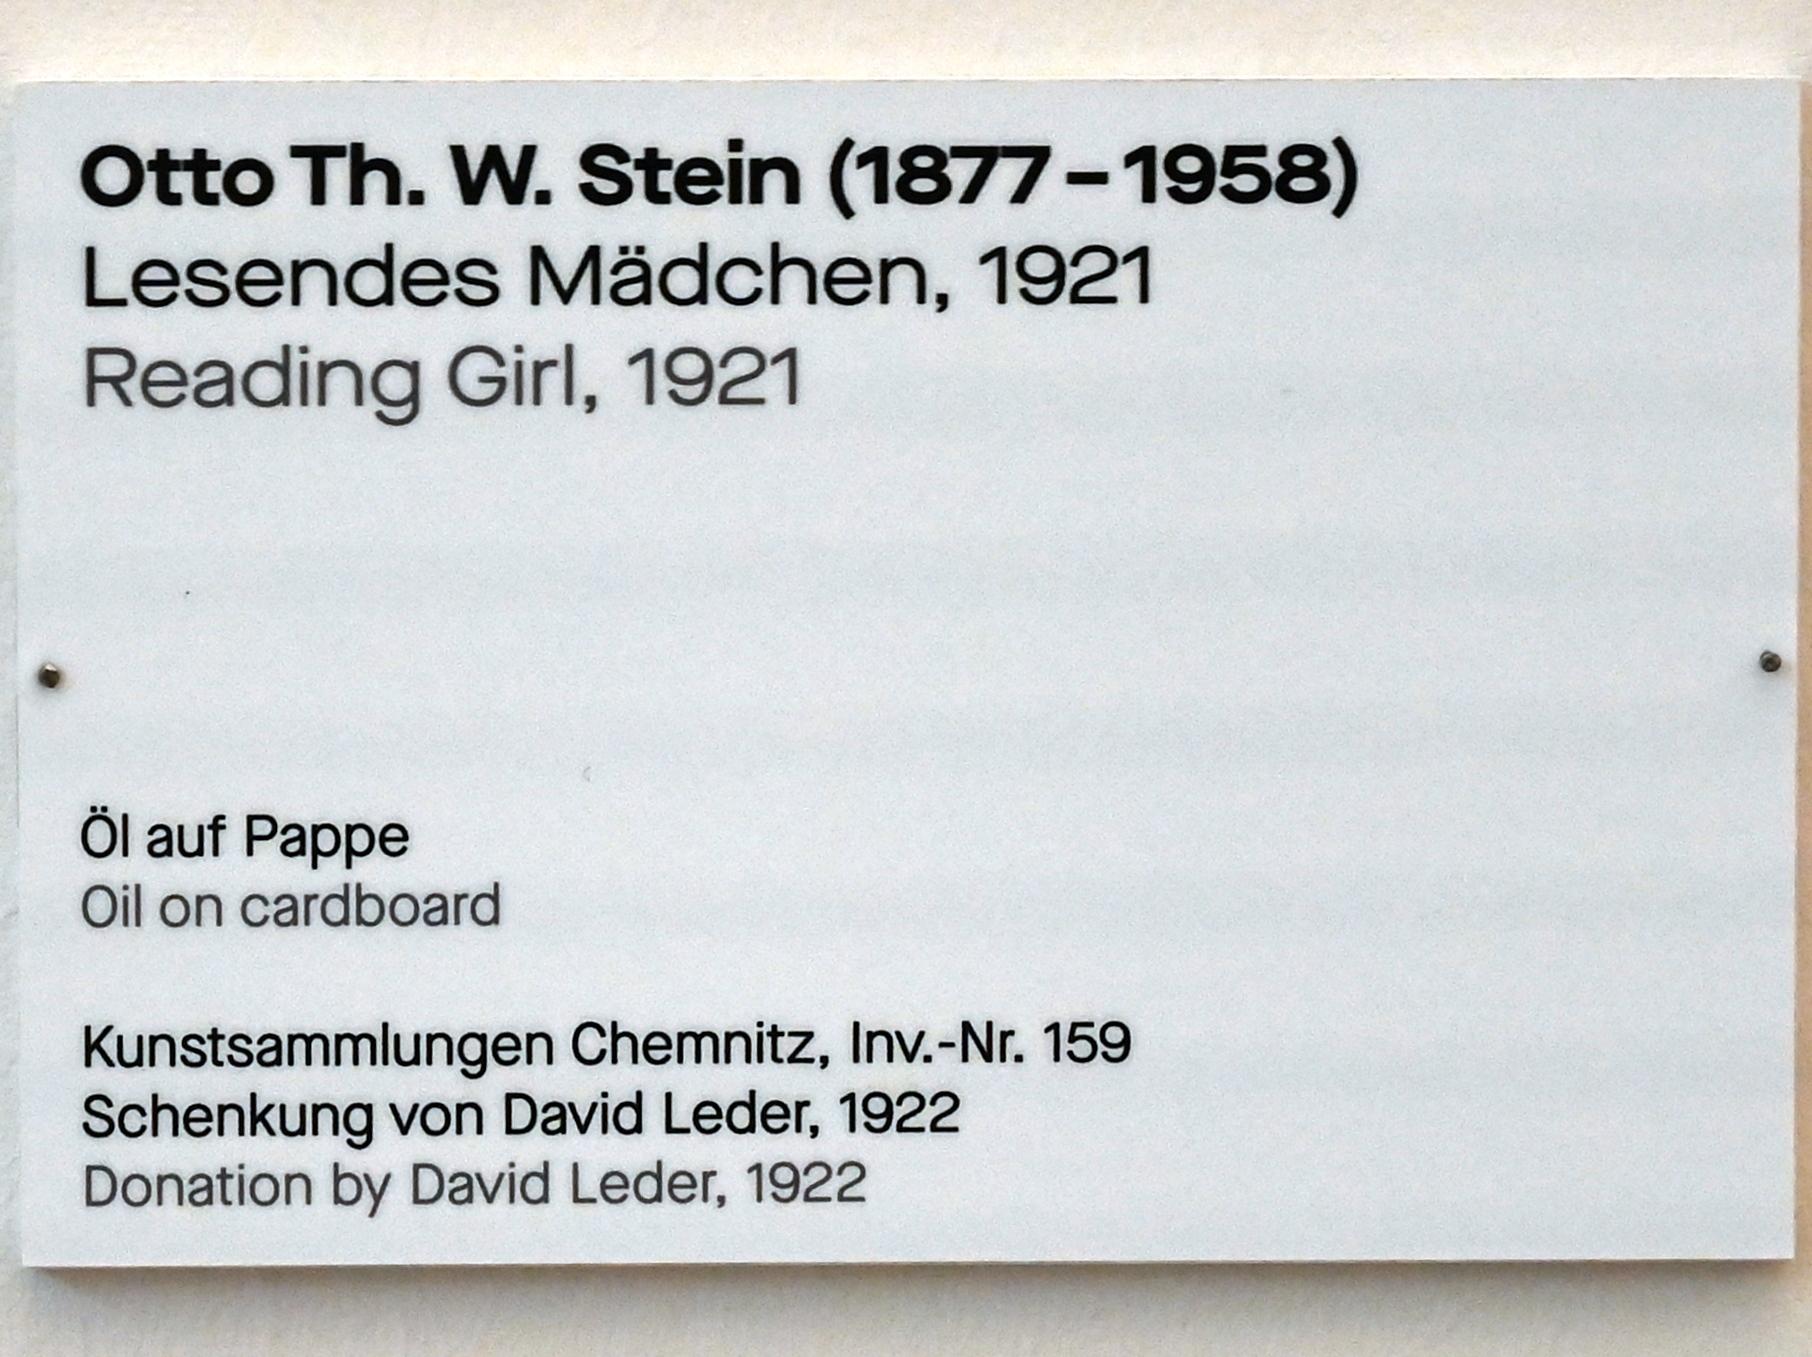 Otto Th. W. Stein (1877 – 1958)
Lesendes Mädchen, 1921
Reading Girl, 1921
Öl auf Pappe
Oil on cardboard
Kunstsammlungen Chemnitz, Inv.-Nr. 159
Schenkung von David Leder, 1922
Donation by David Leder, 1922